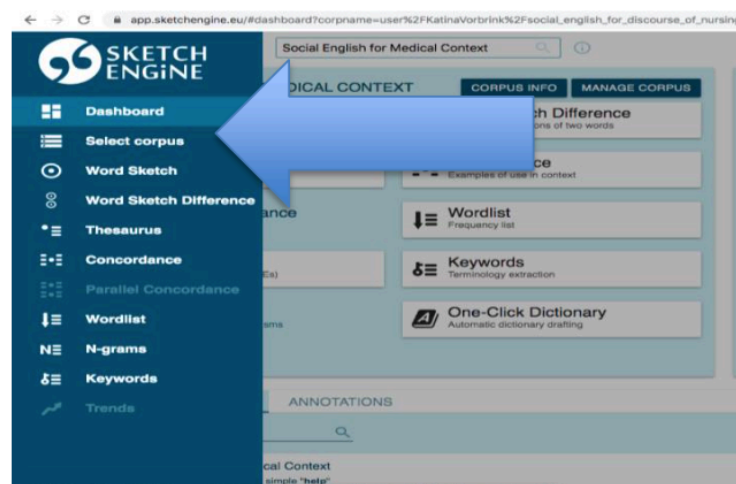 app.sketchengine.eu/#dashboard?corpname=user%2FKatinaVorbrink%2Fsocial_english_for_discourse_of_nursing
SKETCH
ENGINE
Social English for Medical Context
DICAL CONTEXT
CORPUS INFO
MANAGE CORPUS
Dashboard
Select corpus
Word Sketch
Word Sketch Difference
Thesaurus
Concordance
Parallel Concordance
Wordlist
N-grams
Keywords
Trends
ch Difference
ons of two words
ce
Examples of use in context
ance
Wordlist
Frequency list
Es)
Keywords
Terminology extraction
sms
One-Click Dictionary
Automatic dictionary drafting
ANNOTATIONS
cal Context
simple "help"